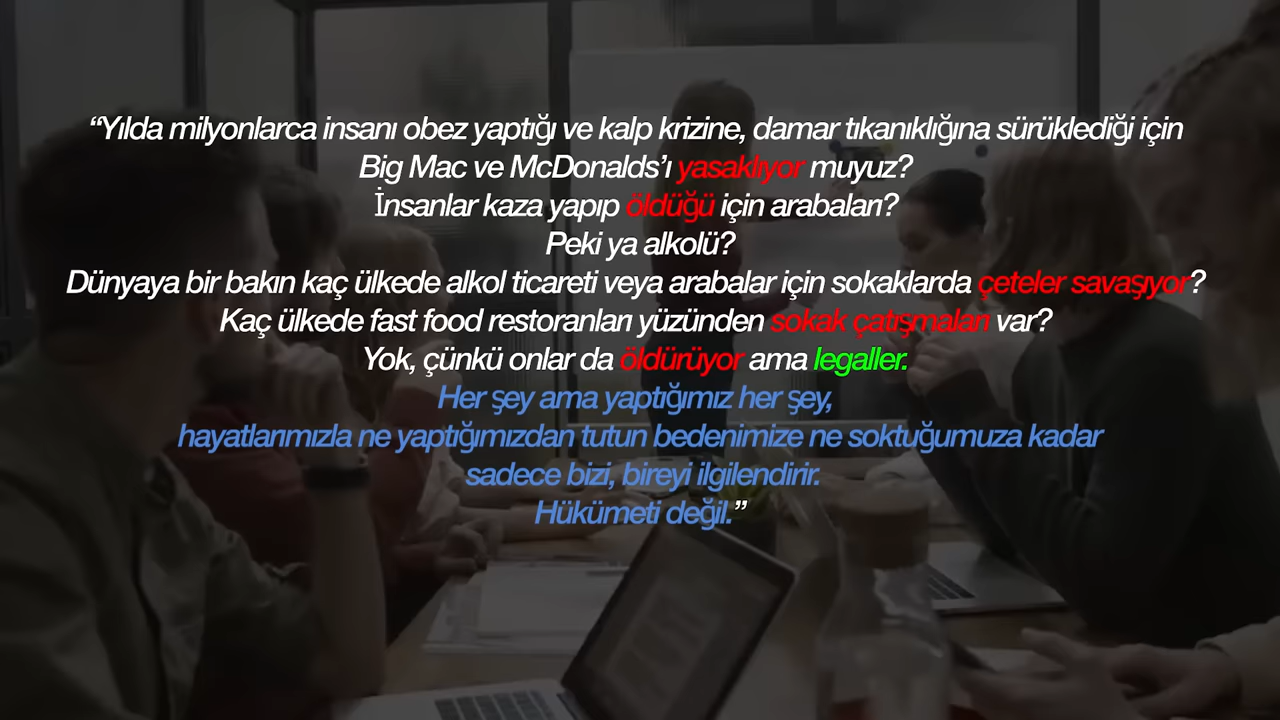 “Yılda milyonlarca insanı obez yaptığı ve kalp krizine, damar tıkanıklığına sürüklediği için
Big Mac ve McDonalds’ı yasaklıyor muyuz?
İnsanlar kaza yapıp öldüğü için arabaları?
Peki ya alkolü?
Dünyaya bir bakın kaç ülkede alkol ticareti veya arabalar için sokaklarda çeteler savaşıyor?
Kaç ülkede fast food restoranları yüzünden sokak çatışmaları var?
Yok, çünkü onlar da öldürüyor ama legaller.
Her şey ama yaptığımız her şey,
hayatlarımızla ne yaptığımızdan tutun bedenimize ne soktuğumuza kadar
sadece bizi, bireyi ilgilendirir.
Hükümeti değil.”